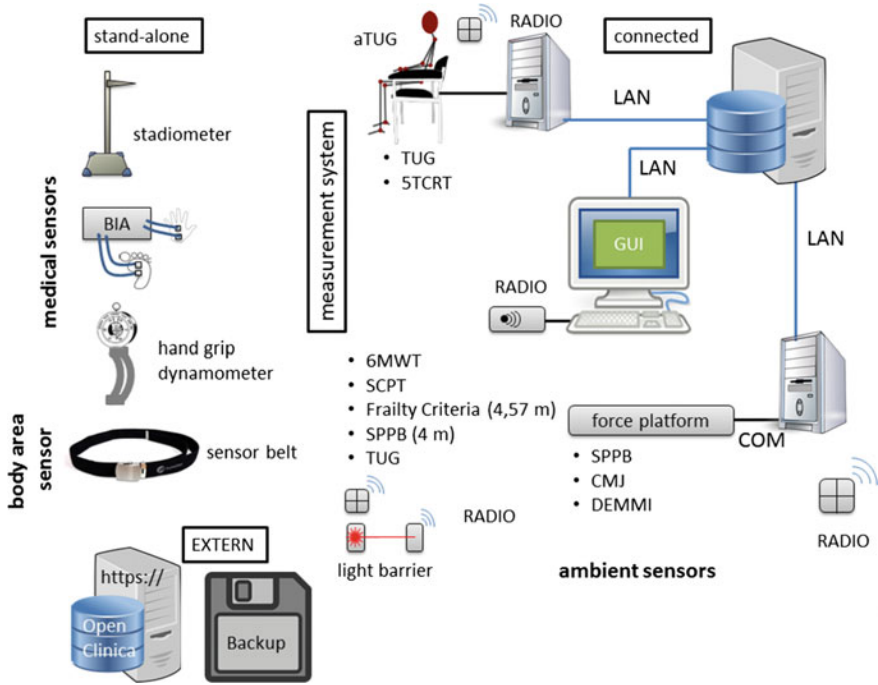 stand-alone
stadiometer
medical sensors
BIA
hand grip
dynamometer
body area
sensor
sensor belt
EXTERN
https://
Open
Clinica
Backup
measurement system
aTUG
RADIO
• TUG
• 5TCRT
connected
LAN
LAN
LAN
GUI
RADIO
• 6MWT
• SCPT
• Frailty Criteria (4,57 m)
• SPPB (4 m)
• TUG
RADIO
light barrier
force platform
COM
• SPPB
• CMJ
• DEMMI
RADIO
ambient sensors